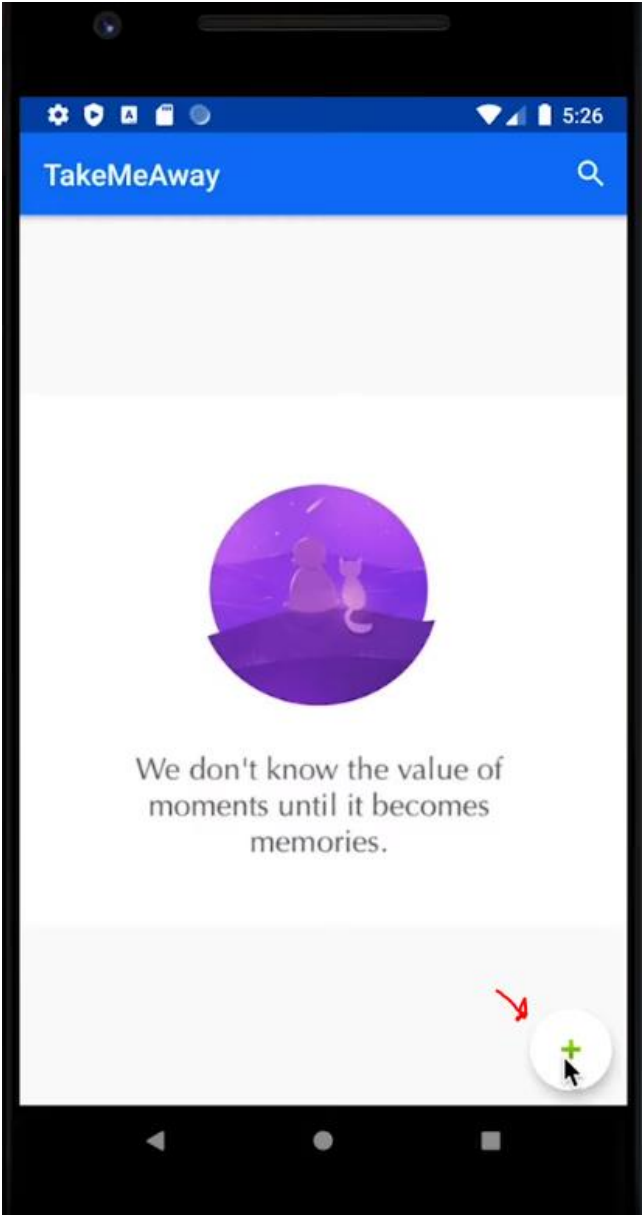 5:26
TakeMeAway
We don't know the value of
moments until it becomes
memories.